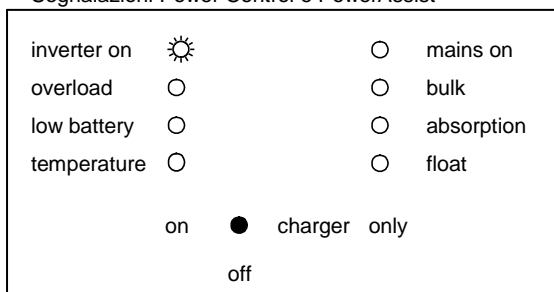 Segnalazioni Power Control e PowerAssist
inverter on mains on
overload bulk
low battery absorption
temperature float
on charger only
off